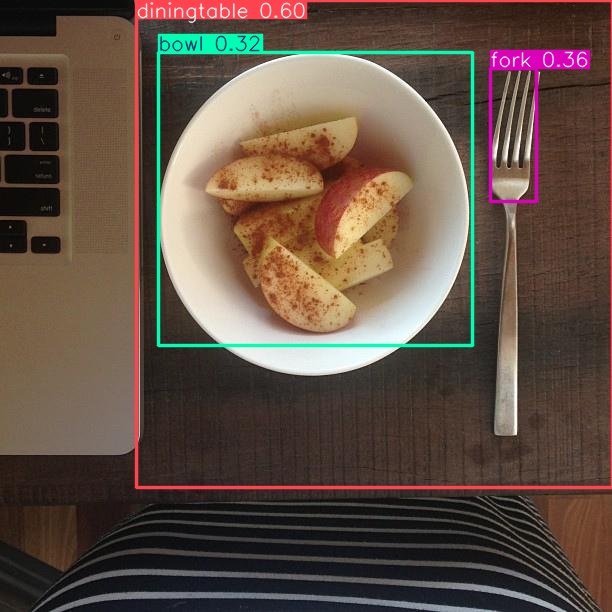 diningtable 0.60
bowl 0.32
fork 0.36
delete
return
shift